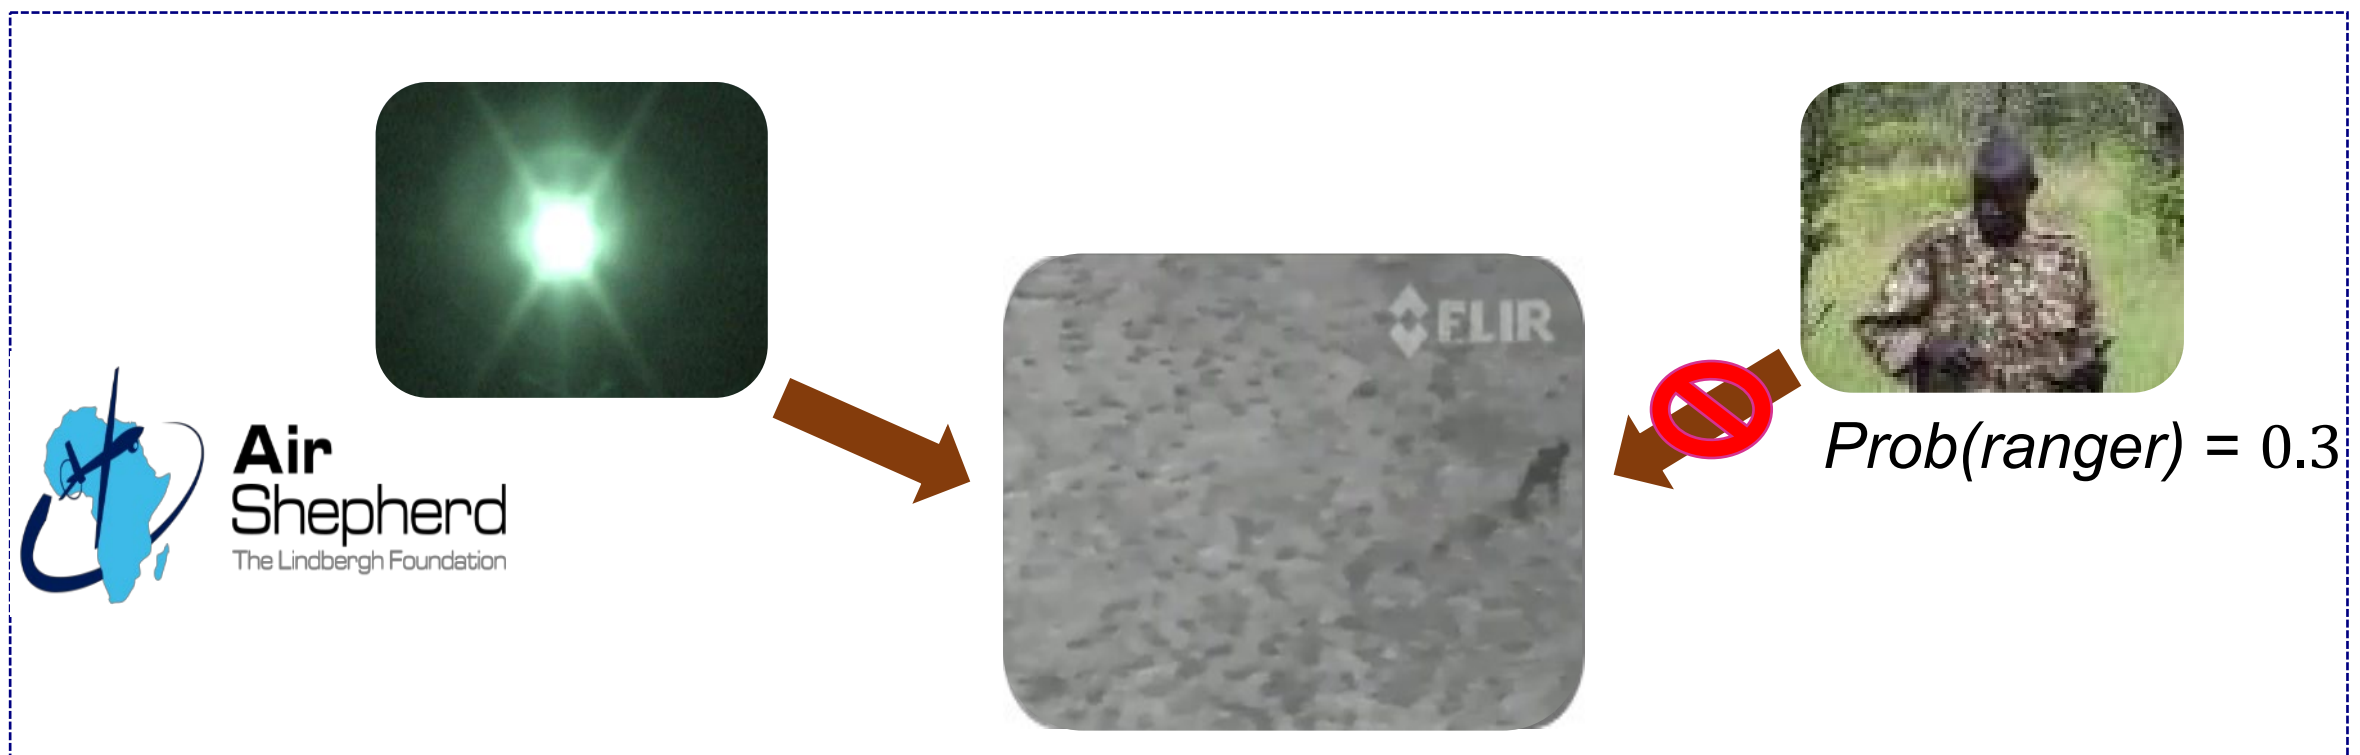 FLIR
Prob(ranger) = 0.3
Air
Shepherd
The Lindbergh Foundation